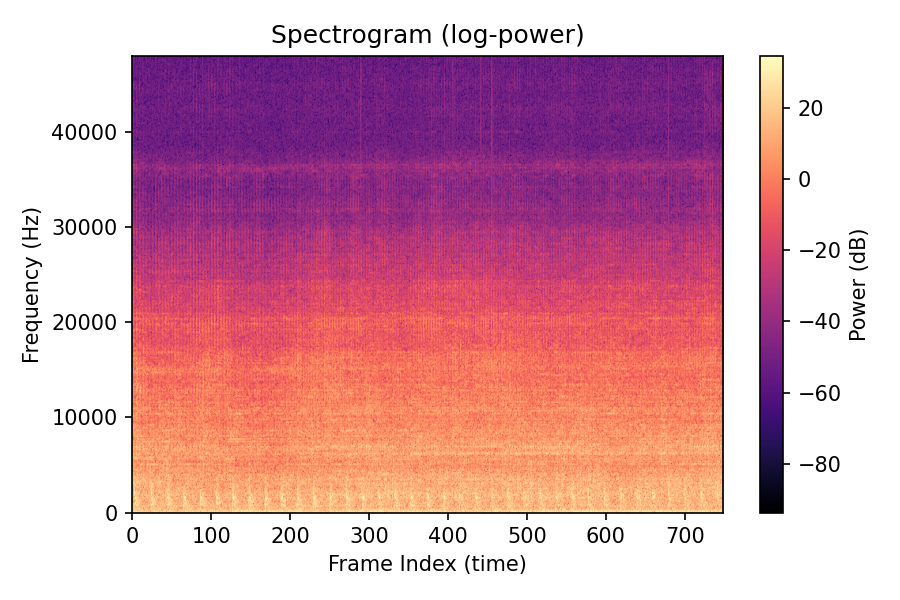 Spectrogram (log-power)
Frequency (Hz)
40000
30000
20000
10000
0
0 100 200 300 400 500 600 700
Frame Index (time)
20
0
−20
−40
−60
−80
Power (dB)